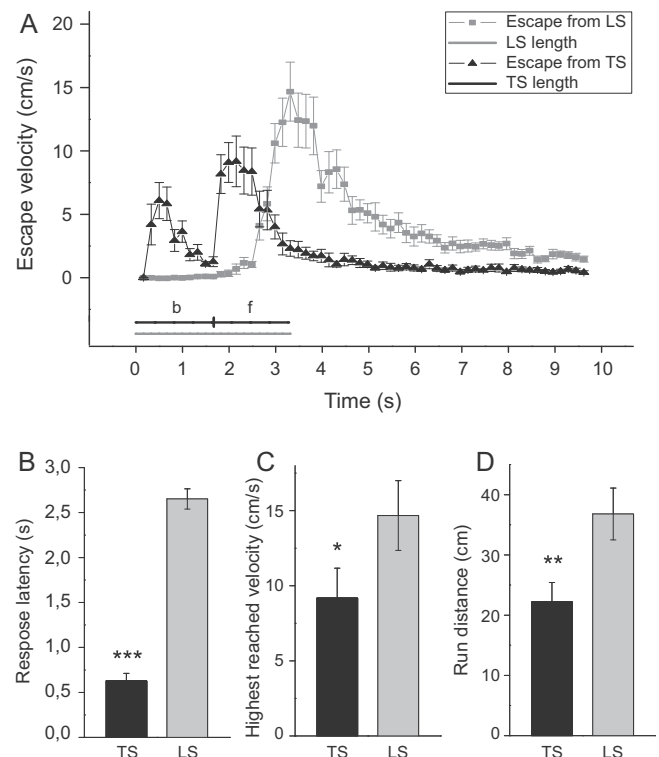 A
Escape from LS
LS length
Escape from TS
TS length
Escape velocity (cm/s)
20
15
10
5
0
b f
0 1 2 3 4 5 6 7 8 9 10
Time (s)
B
Respose latency (s)
3,0
2,5
2,0
1,5
1,0
0,5
0,0
***
TS LS
C
Highest reached velocity (cm/s)
15
10
5
0
*
TS LS
D
Run distance (cm)
40
30
20
10
0
**
TS LS